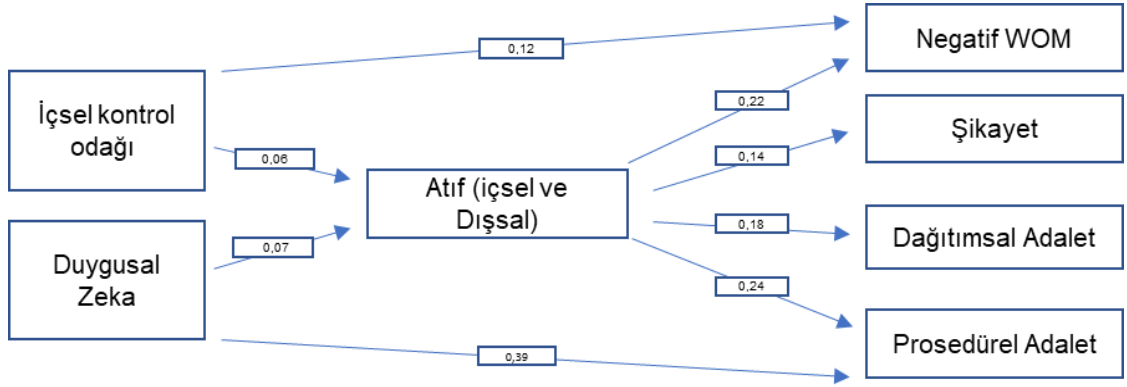 Negatif WOM
0,12
İçsel kontrol
odağı
0,22
Şikayet
0,06
0,14
Atıf (içsel ve
Dışsal)
0,07
0,18
Dağıtımsal Adalet
Duygusal
Zeka
0,24
Prosedürel Adalet
0,39